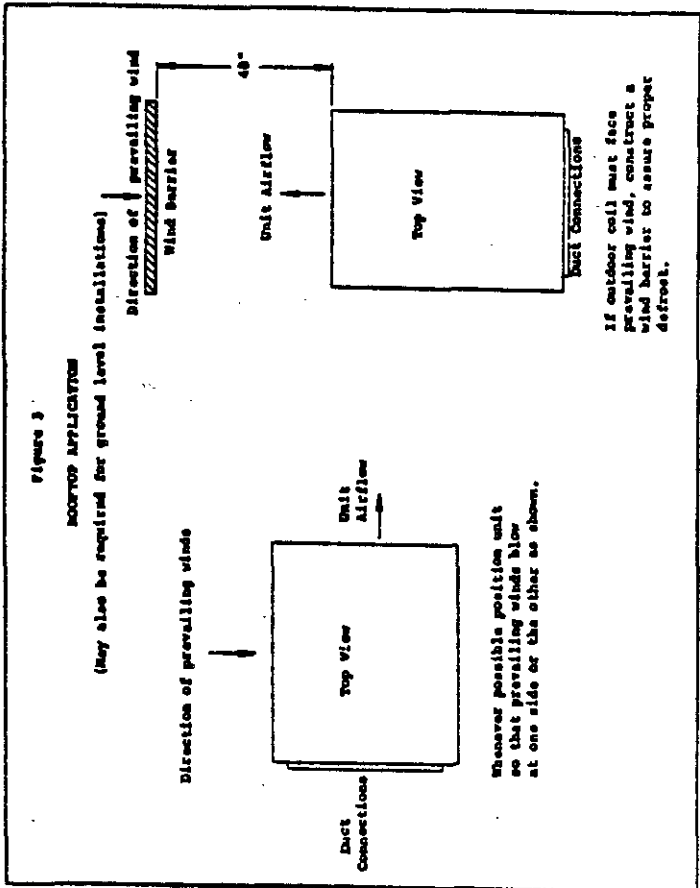 Figure 3
ROOFTOP APPLICATION
(May also be required for ground level installations)
Direction of prevailing winds
Top View
Unit
Airflow
Duct
Connections
Whenever possible position unit
so that prevailing winds blow
at one side or the other as shown.
Direction of prevailing wind
Wind Barrier
48"
Unit Airflow
Top View
Duct Connections
If outdoor coil must face
prevailing wind, construct a
wind barrier to assure proper
defrost.